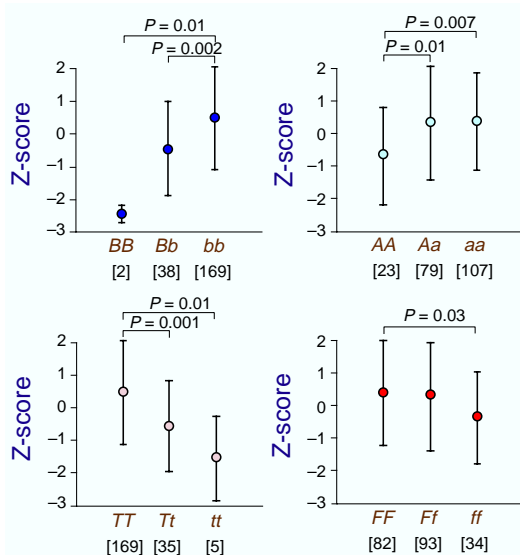 P = 0.01
P = 0.002
2
1
0
−1
−2
−3
Z-score
BB Bb bb
[2] [38] [169]
P = 0.007
P = 0.01
2
1
0
−1
−2
−3
Z-score
AA Aa aa
[23] [79] [107]
P = 0.01
P = 0.001
2
1
0
−1
−2
−3
Z-score
TT Tt tt
[169] [35] [5]
P = 0.03
2
1
0
−1
−2
−3
Z-score
FF Ff ff
[82] [93] [34]